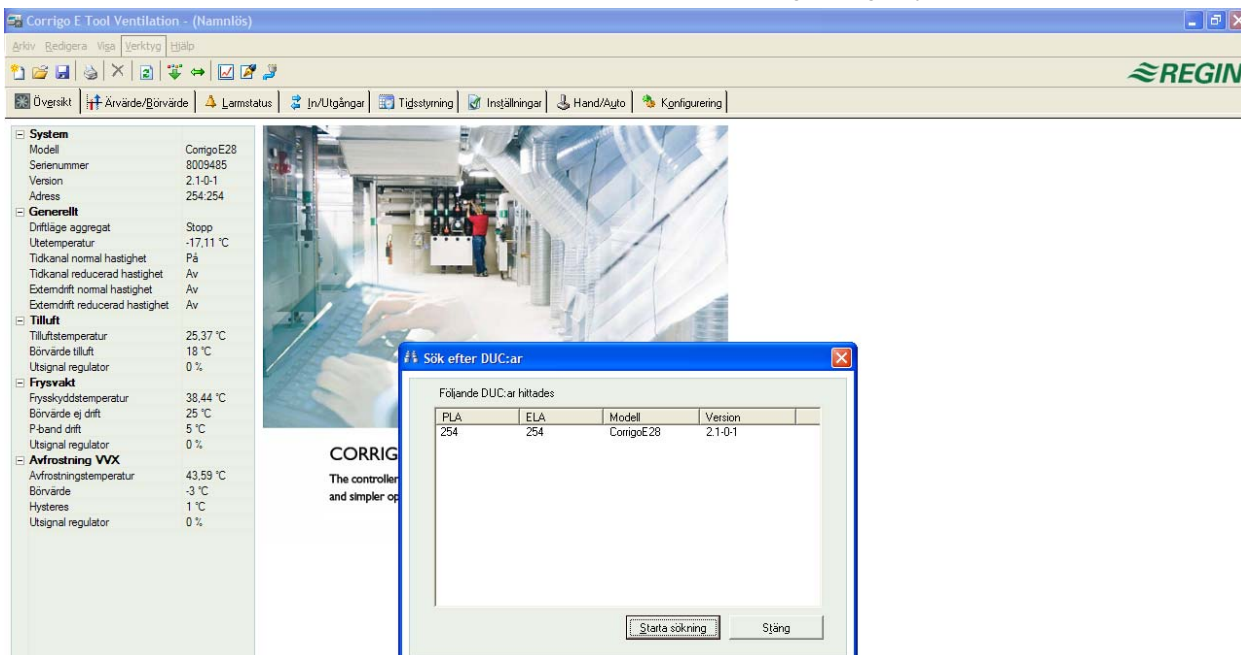 Corrigo E Tool Ventilation - (Namnlös)
Arkiv Redigera Visa Verktyg Hjälp
REGIN
Översikt Ärvärde/Börvärde Larmstatus In/Utgångar Tidsstyrning Inställningar Hand/Auto Konfigurering
System
Modell CorrigoE28
Serienummer 8009485
Version 2.1-0-1
Adress 254:254
Generellt
Driftläge aggregat Stopp
Utetemperatur -17,11 °C
Tidkanal normal hastighet På
Tidkanal reducerad hastighet Av
Externdrift normal hastighet Av
Externdrift reducerad hastighet Av
Tilluft
Tilluftstemperatur 25,37 °C
Börvärde tilluft 18 °C
Utsignal regulator 0 %
Frysvakt
Frysskyddstemperatur 38,44 °C
Börvärde ej drift 25 °C
P-band drift 5 °C
Utsignal regulator 0 %
Avfrostning VVX
Avfrostningstemperatur 43,59 °C
Börvärde -3 °C
Hysteres 1 °C
Utsignal regulator 0 %
CORRIG
The controller
and simpler op
Sök efter DUC:ar
Följande DUC:ar hittades
PLA ELA Modell Version
254 254 CorrigoE28 2.1-0-1
Starta sökning Stäng